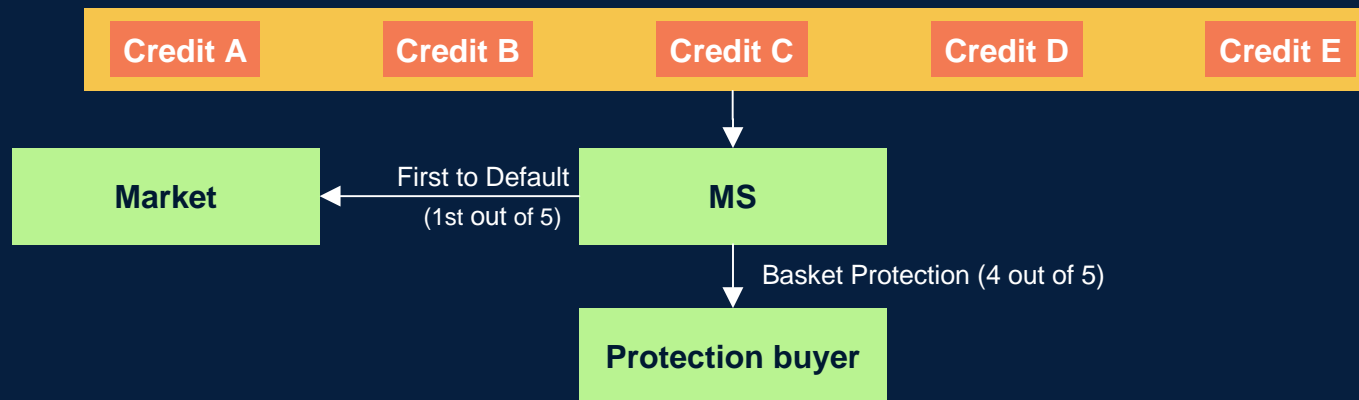 Credit A Credit B Credit C Credit D Credit E
Market
First to Default
(1st out of 5)
MS
Basket Protection (4 out of 5)
Protection buyer